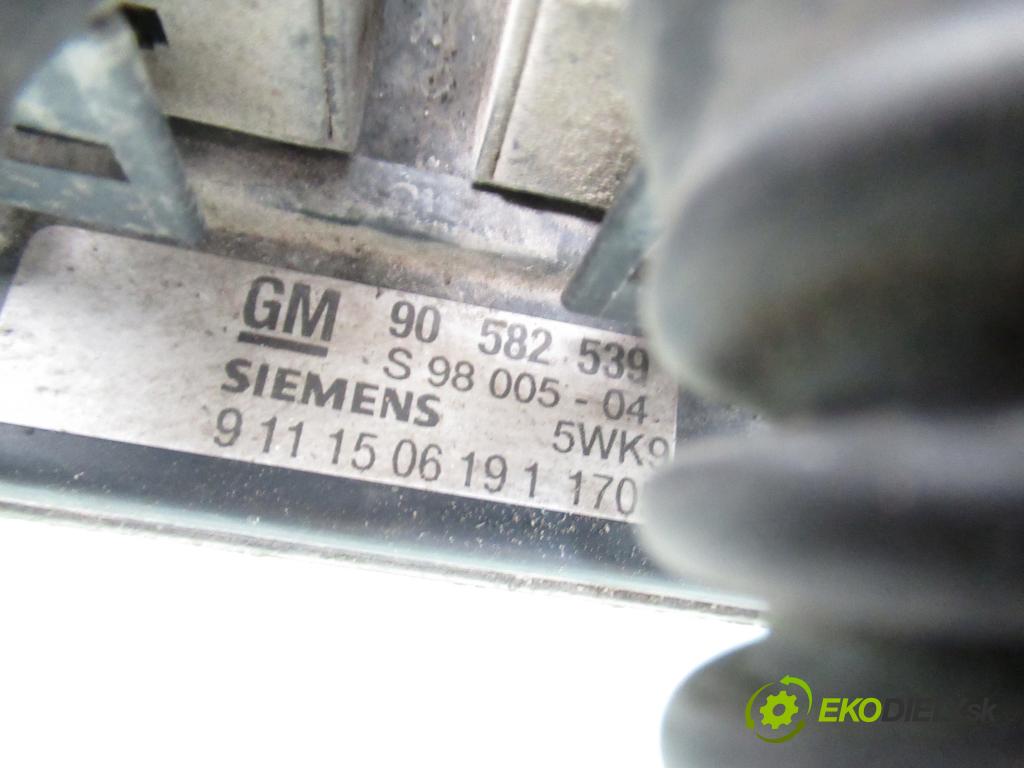 GM 90 582 539
S 98 005 - 04
SIEMENS 5WK9
9 11 15 06 19 1 170
EKODIELY.sk